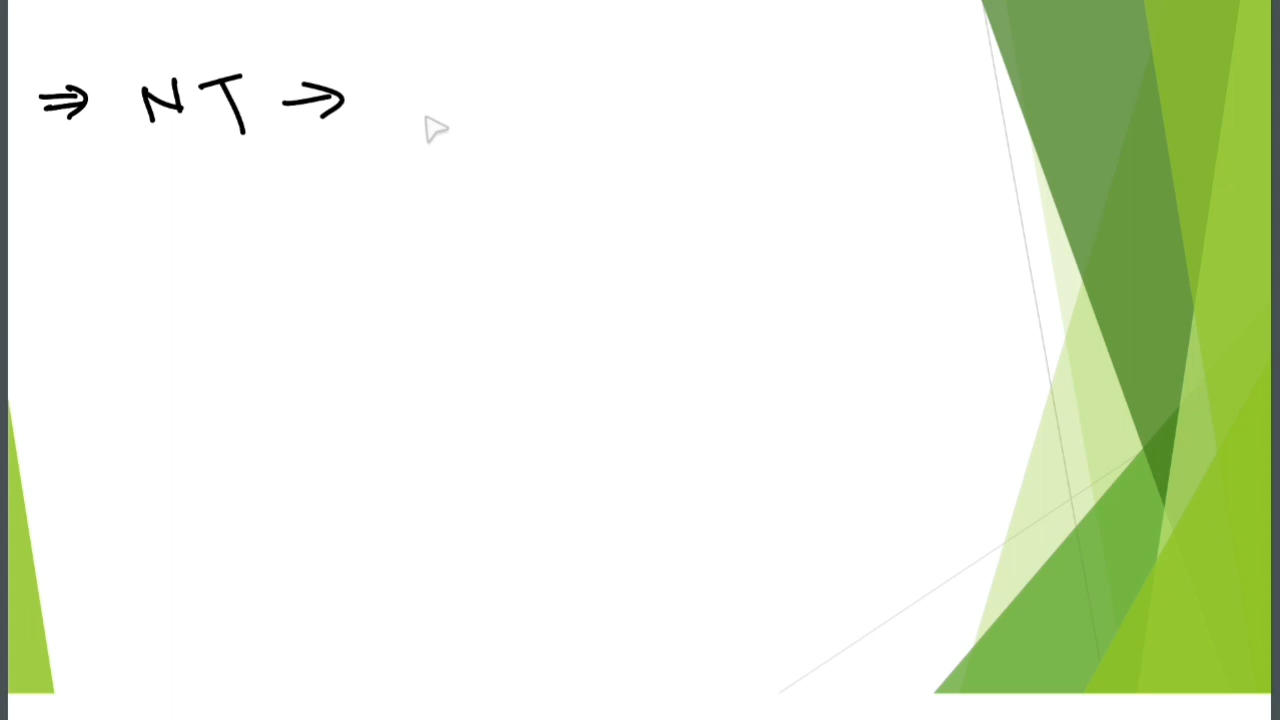 ⇒ NT →